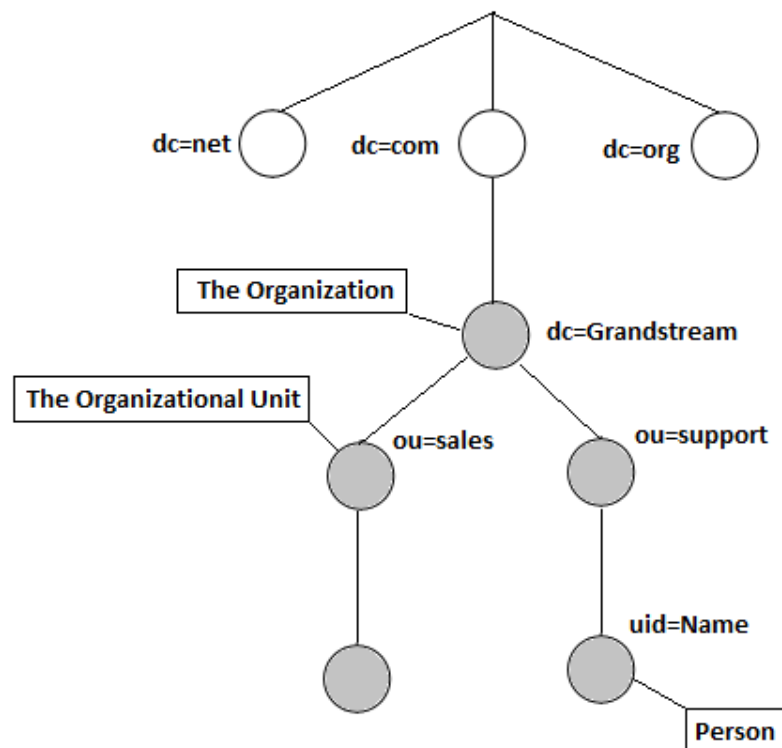 dc=net
dc=com
dc=org
The Organization
dc=Grandstream
The Organizational Unit
ou=sales
ou=support
uid=Name
Person